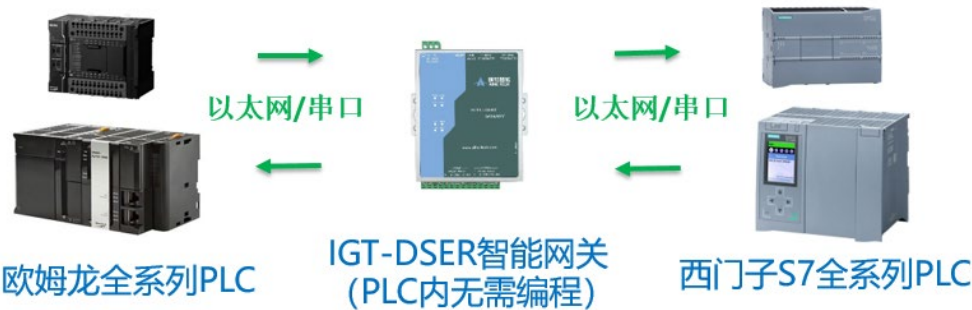 以太网/串口
以太网/串口
欧姆龙全系列PLC
IGT-DSER智能网关
(PLC内无需编程)
西门子S7全系列PLC